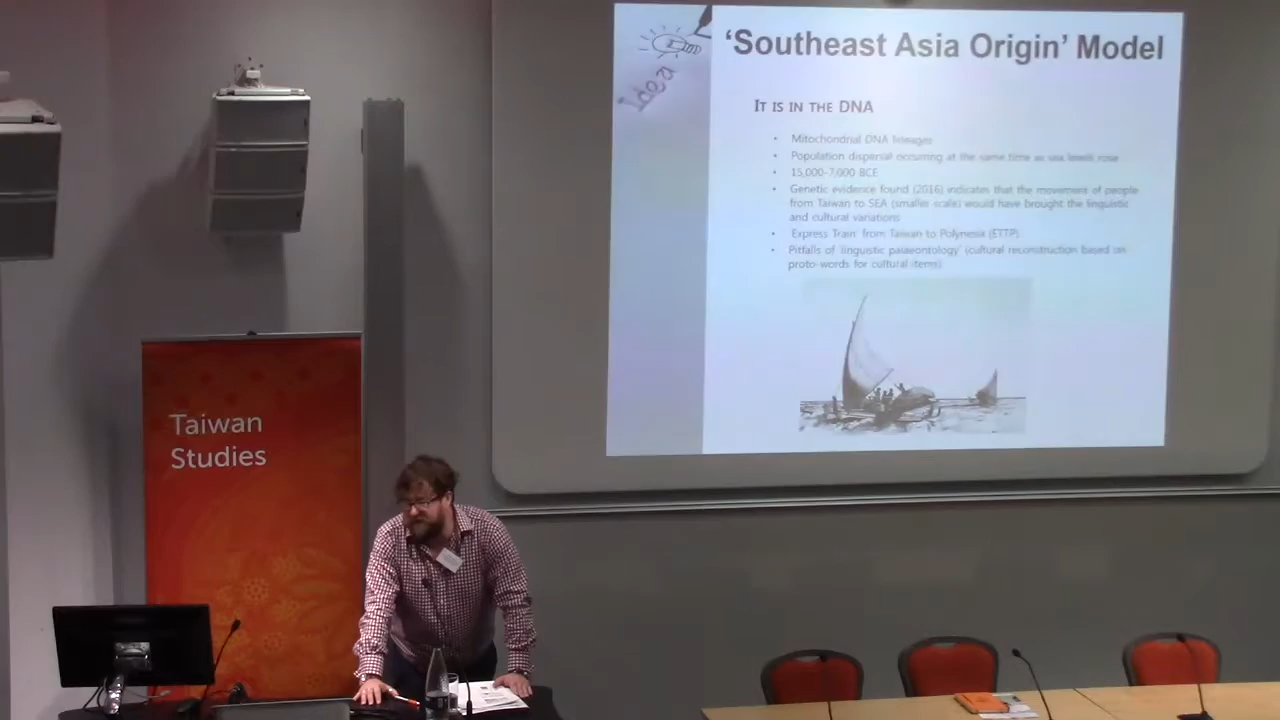 Idea
'Southeast Asia Origin' Model
IT IS IN THE DNA
• Mitochondrial DNA lineages
• Population dispersal occurring at the same time as sea levels rose
• 15,000-7,000 BCE
• Genetic evidence found (2016) indicates that the movement of people
from Taiwan to SEA (smaller scale) would have brought the linguistic
and cultural variations
• 'Express Train' from Taiwan to Polynesia (ETTP)
• Pitfalls of 'linguistic palaeontology' (cultural reconstruction based on
proto-words for cultural items)
Taiwan
Studies